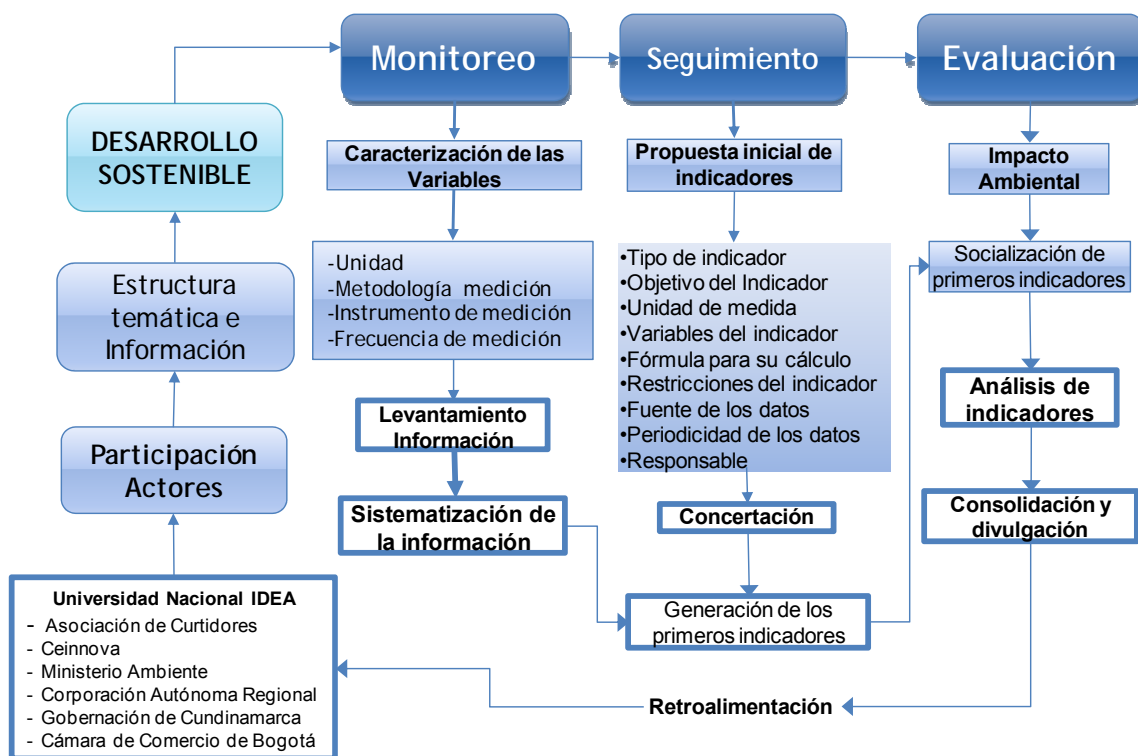 Monitoreo
Seguimiento
Evaluación
DESARROLLO
SOSTENIBLE
Estructura
temática e
Información
Participación
Actores
Universidad Nacional IDEA
- Asociación de Curtidores
- Ceinnova
- Ministerio Ambiente
- Corporación Autónoma Regional
- Gobernación de Cundinamarca
- Cámara de Comercio de Bogotá
Caracterización de las
Variables
-Unidad
-Metodología medición
-Instrumento de medición
-Frecuencia de medición
Levantamiento
Información
Sistematización de
la información
Propuesta inicial de
indicadores
•Tipo de indicador
•Objetivo del Indicador
•Unidad de medida
•Variables del indicador
•Fórmula para su cálculo
•Restricciones del indicador
•Fuente de los datos
•Periodicidad de los datos
•Responsable
Concertación
Generación de los
primeros indicadores
Impacto
Ambiental
Socialización de
primeros indicadores
Análisis de
indicadores
Consolidación y
divulgación
Retroalimentación